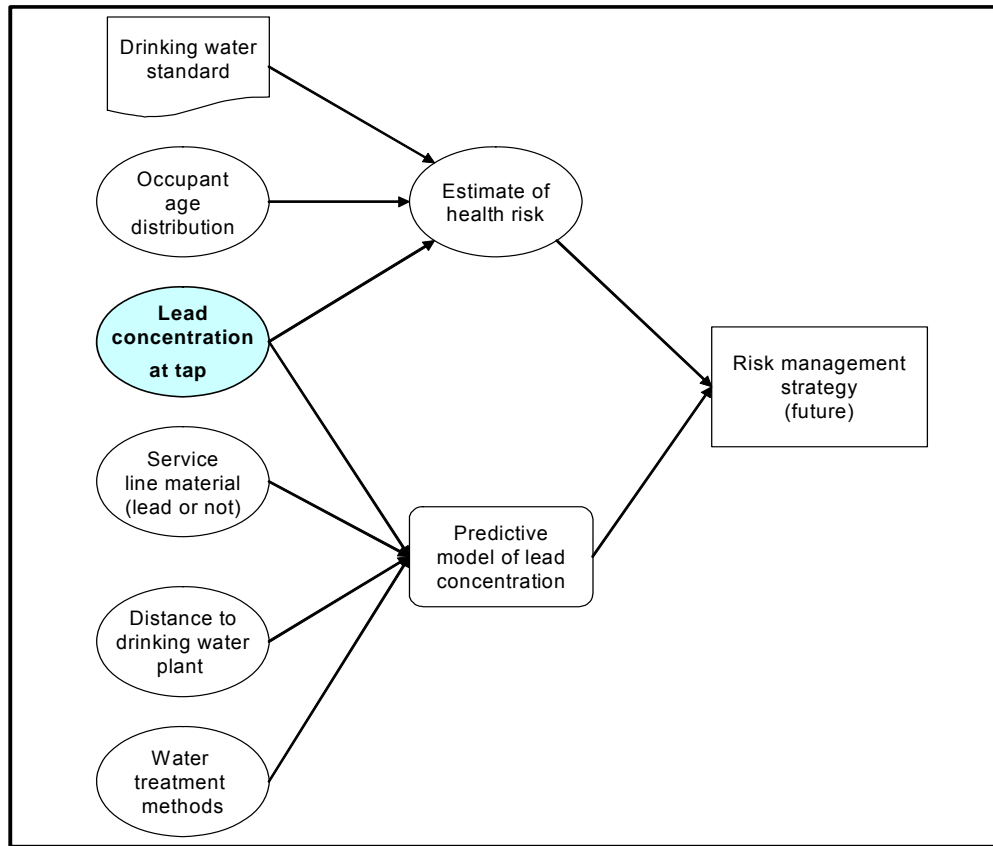 Drinking water
standard
Occupant
age
distribution
Estimate of
health risk
Lead
concentration
at tap
Risk management
strategy
(future)
Service
line material
(lead or not)
Predictive
model of lead
concentration
Distance to
drinking water
plant
Water
treatment
methods